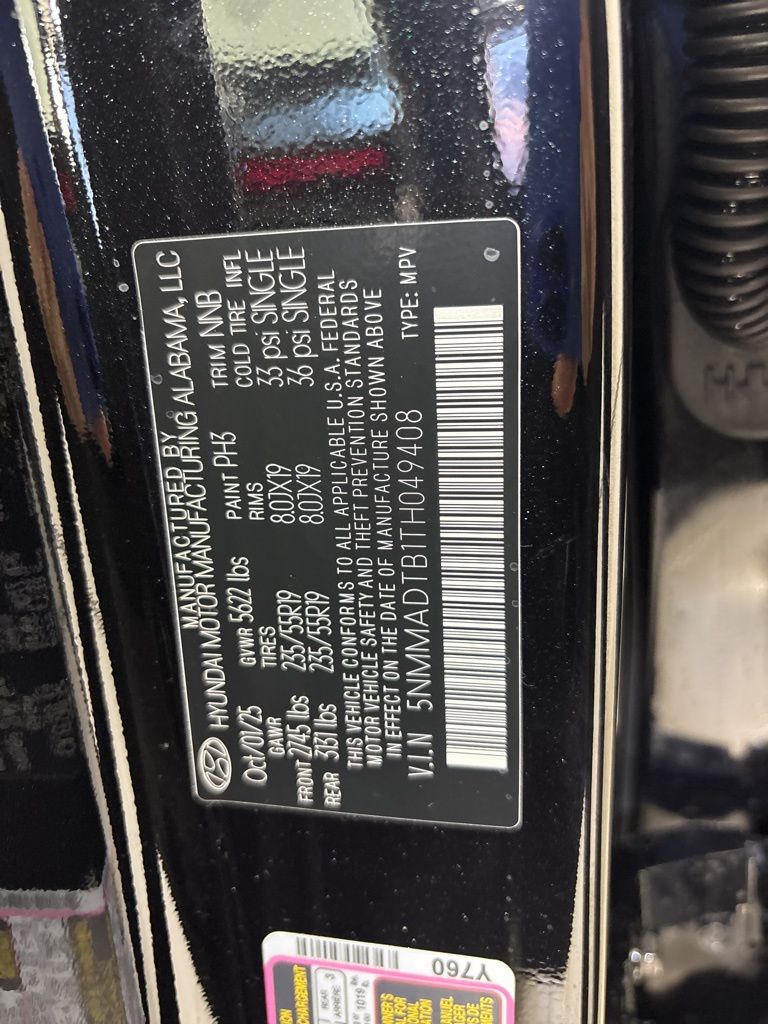 MANUFACTURED BY
HYUNDAI MOTOR MANUFACTURING ALABAMA, LLC
Oct/01/25 GVWR 5622 lbs PAINT PH3 TRIM NNB
GAWR TIRES RIMS COLD TIRE INFL
FRONT 2745 lbs 235/55R19 8.0JX19 33 psi SINGLE
REAR 3131 lbs 235/55R19 8.0JX19 36 psi SINGLE
THIS VEHICLE CONFORMS TO ALL APPLICABLE U.S.A. FEDERAL
MOTOR VEHICLE SAFETY AND THEFT PREVENTION STANDARDS
IN EFFECT ON THE DATE OF MANUFACTURE SHOWN ABOVE
V.I.N 5NMMADTB1TH049408 TYPE: MPV
Y760